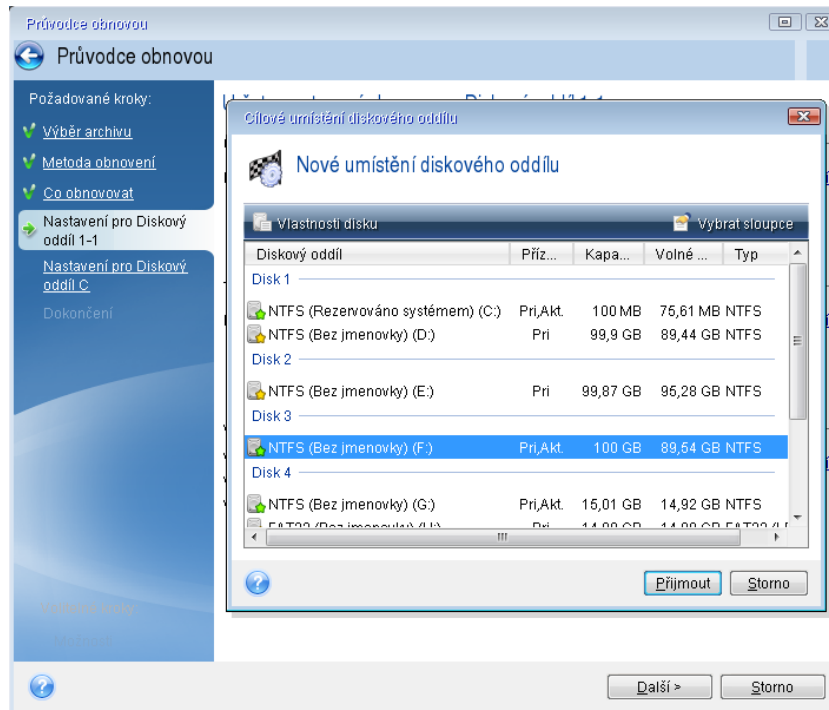 Průvodce obnovou
Průvodce obnovou
Požadované kroky:
Výběr archivu
Metoda obnovení
Co obnovovat
Nastavení pro Diskový
oddíl 1-1
Nastavení pro Diskový
oddíl C
Dokončení
Cílové umístění diskového oddílu
Nové umístění diskového oddílu
Vlastnosti disku Vybrat sloupce
Diskový oddíl Příz... Kapa... Volné ... Typ
Disk 1
NTFS (Rezervováno systémem) (C:) Pri,Akt. 100 MB 75,61 MB NTFS
NTFS (Bez jmenovky) (D:) Pri 99,9 GB 89,44 GB NTFS
Disk 2
NTFS (Bez jmenovky) (E:) Pri 99,87 GB 95,28 GB NTFS
Disk 3
NTFS (Bez jmenovky) (F:) Pri,Akt. 100 GB 89,54 GB NTFS
Disk 4
NTFS (Bez jmenovky) (G:) Pri,Akt. 15,01 GB 14,92 GB NTFS
Přijmout Storno
Další > Storno